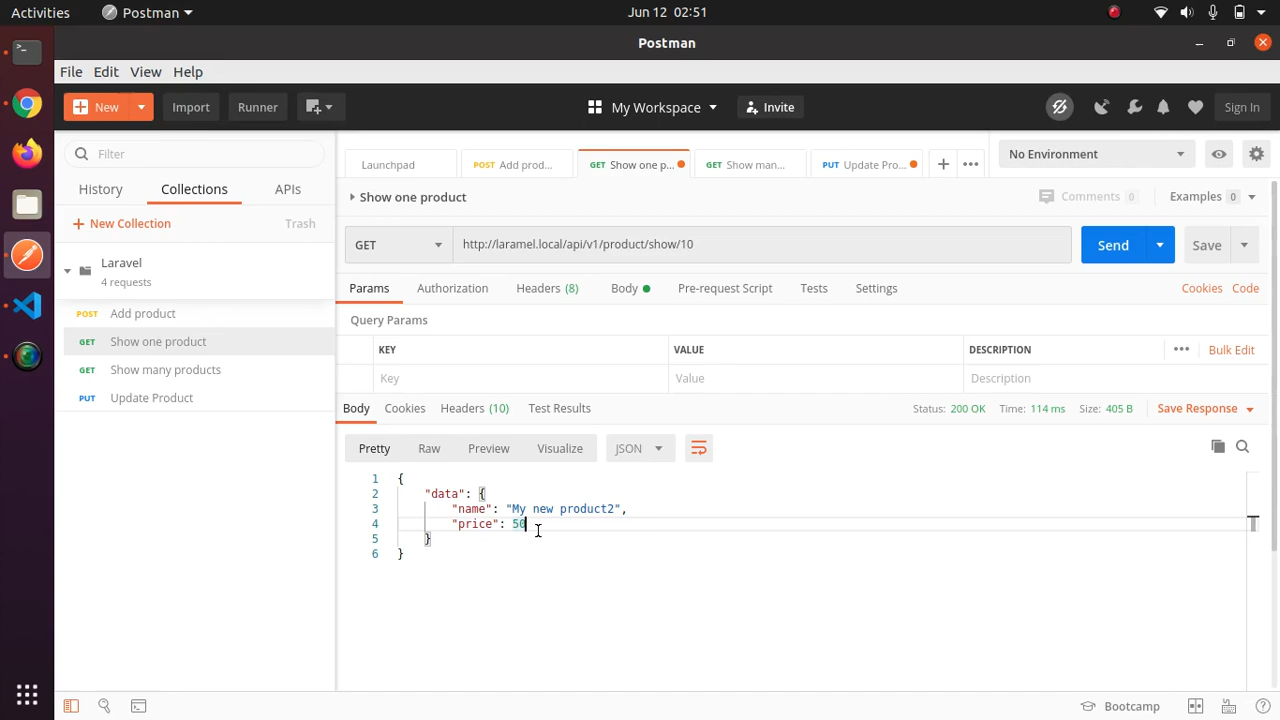 Activities Postman Jun 12 02:51
Postman
File Edit View Help
New Import Runner My Workspace Invite Sign In
Filter
Launchpad POST Add prod... GET Show one p... GET Show man... PUT Update Pro... No Environment
History Collections APIs
Show one product Comments 0 Examples 0
New Collection Trash
GET http://laramel.local/api/v1/product/show/10 Send Save
Laravel
4 requests
Params Authorization Headers (8) Body Pre-request Script Tests Settings Cookies Code
POST Add product
Query Params
GET Show one product
KEY VALUE DESCRIPTION Bulk Edit
GET Show many products
Key Value Description
PUT Update Product
Body Cookies Headers (10) Test Results Status: 200 OK Time: 114 ms Size: 405 B Save Response
Pretty Raw Preview Visualize JSON
1 {
2 "data": {
3 "name": "My new product2",
4 "price": 50
5 }
6 }
Bootcamp